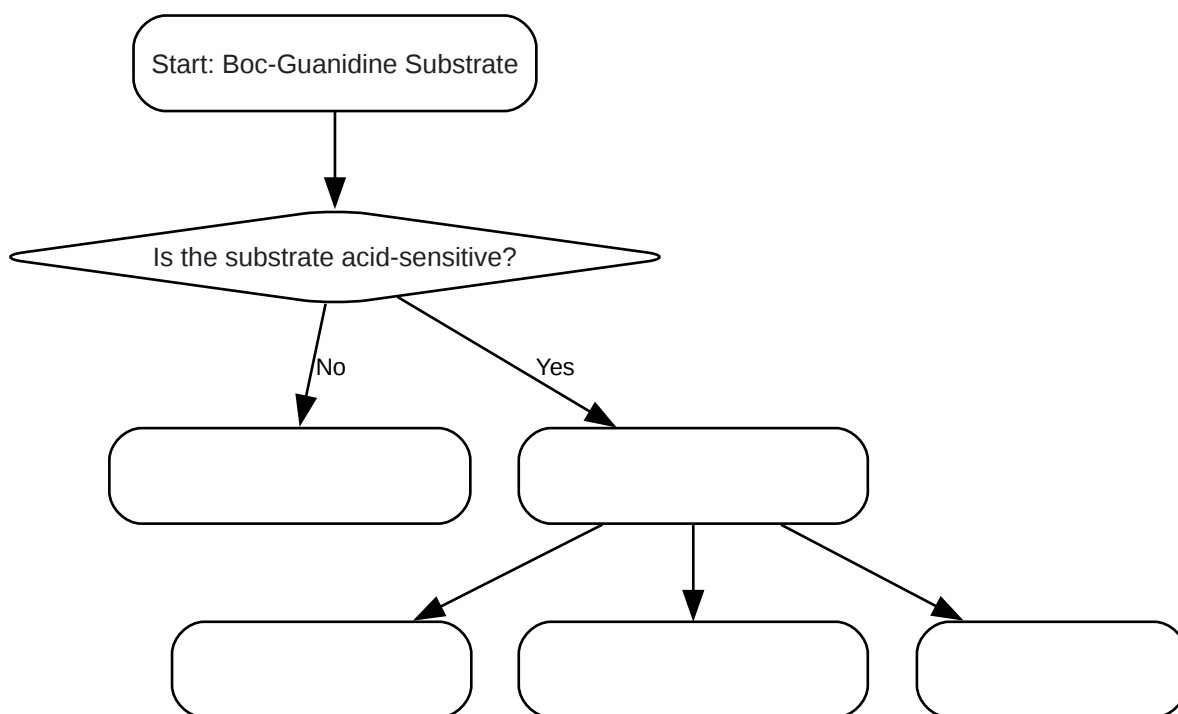 Start: Boc-Guanidine Substrate
Is the substrate acid-sensitive?
No
Yes